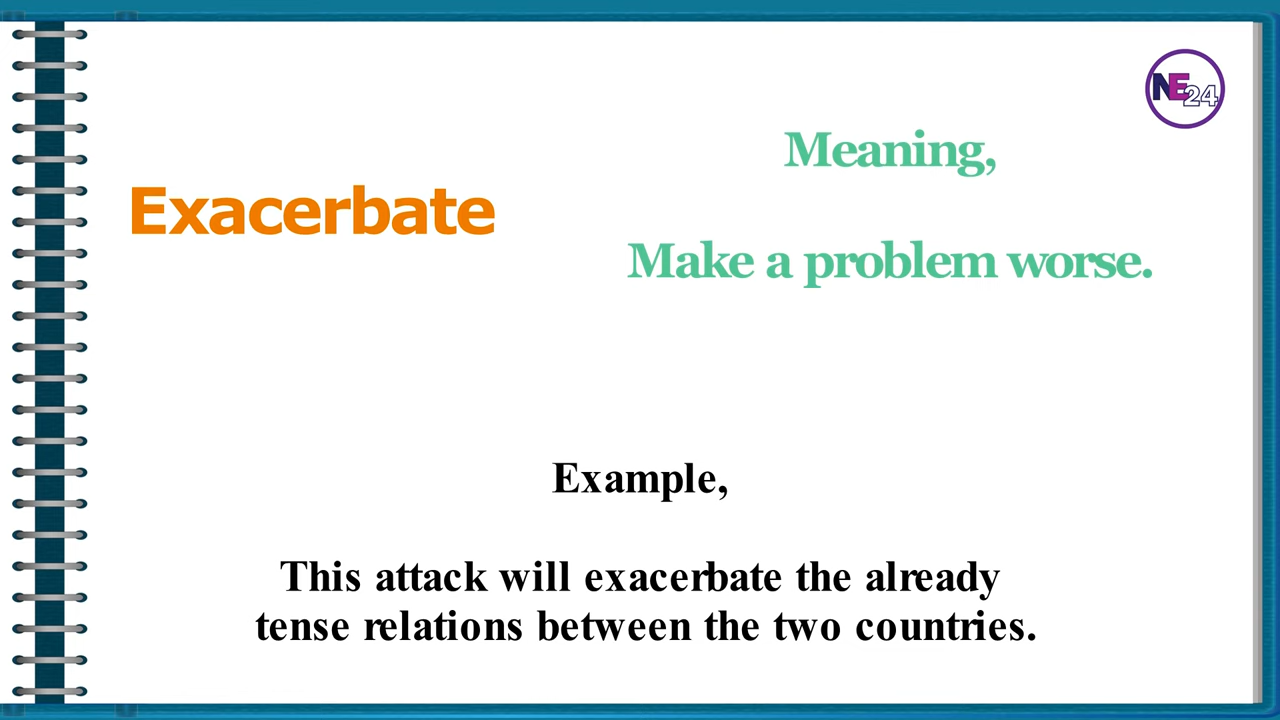 NE24
Meaning,
Exacerbate
Make a problem worse.
Example,
This attack will exacerbate the already
tense relations between the two countries.